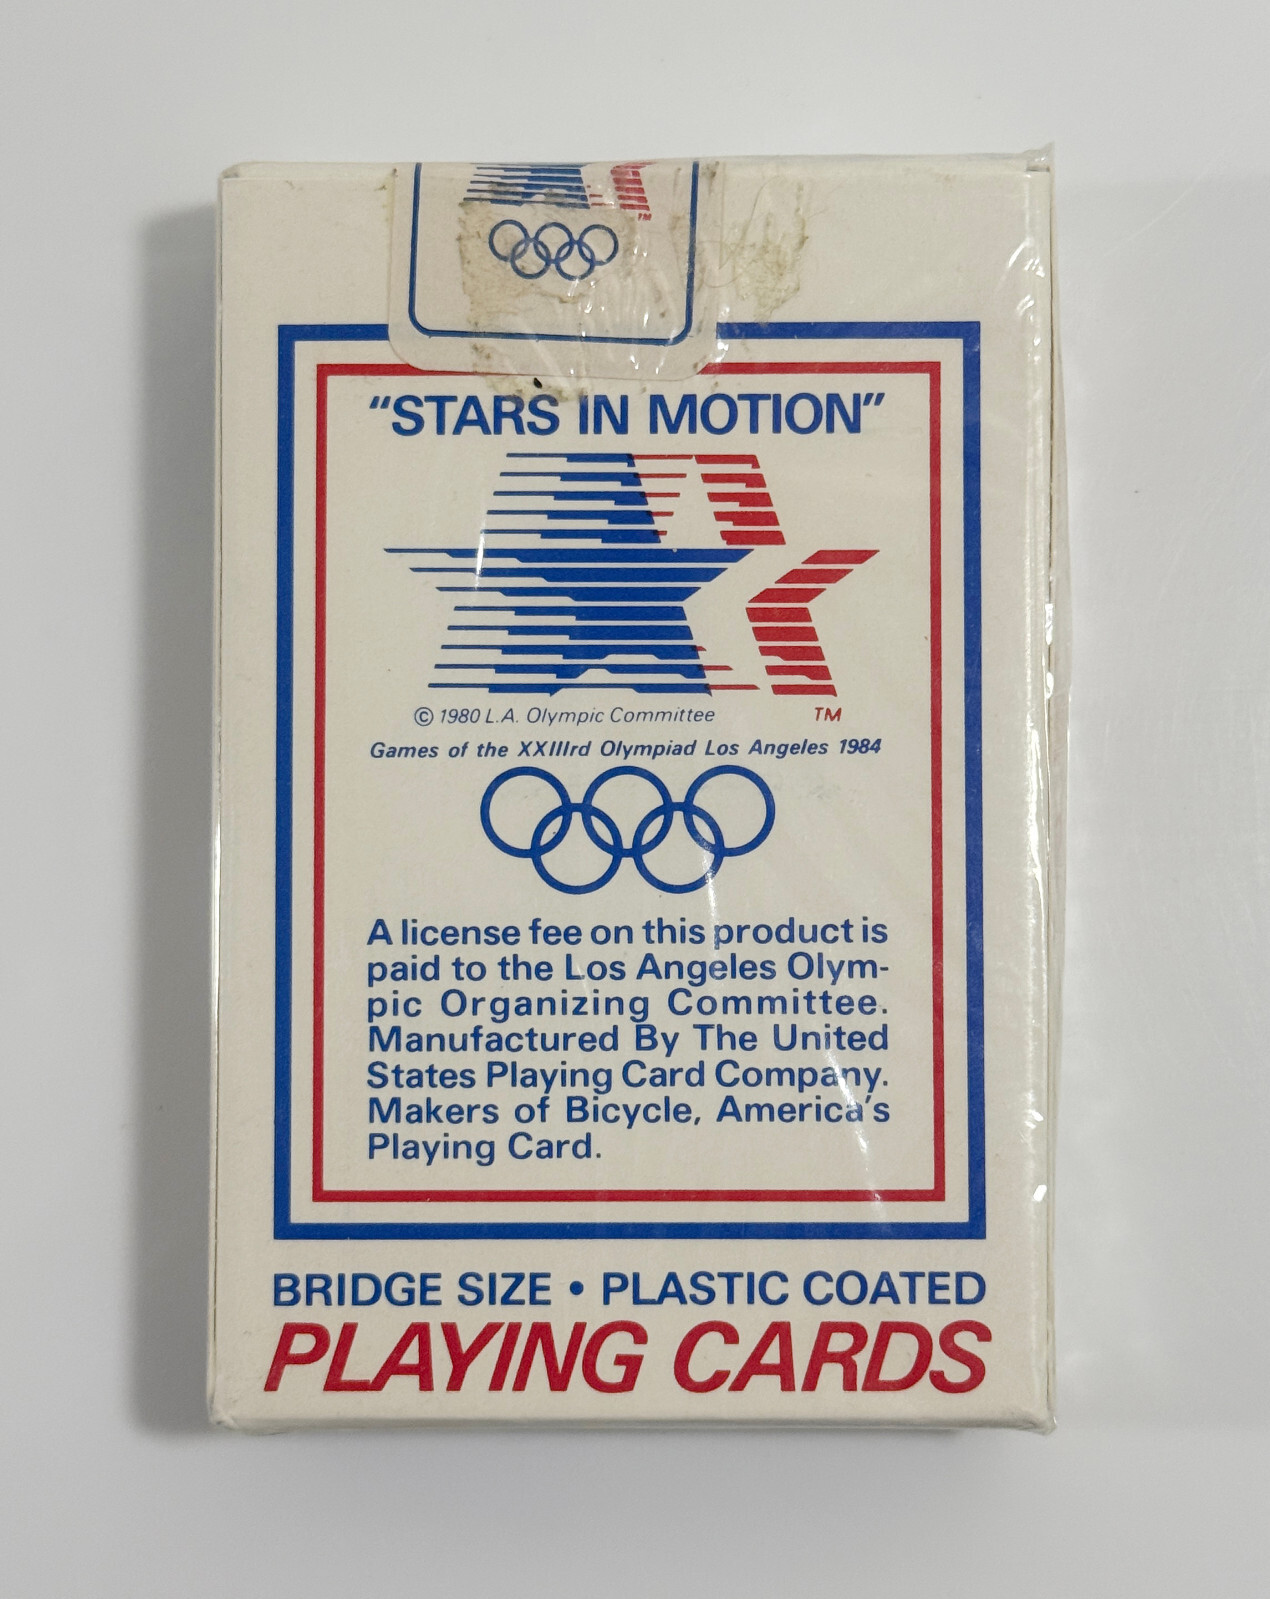 TM
"STARS IN MOTION"
© 1980 L.A. Olympic Committee TM
Games of the XXIIIrd Olympiad Los Angeles 1984
A license fee on this product is
paid to the Los Angeles Olym-
pic Organizing Committee.
Manufactured By The United
States Playing Card Company.
Makers of Bicycle, America's
Playing Card.
BRIDGE SIZE • PLASTIC COATED
PLAYING CARDS